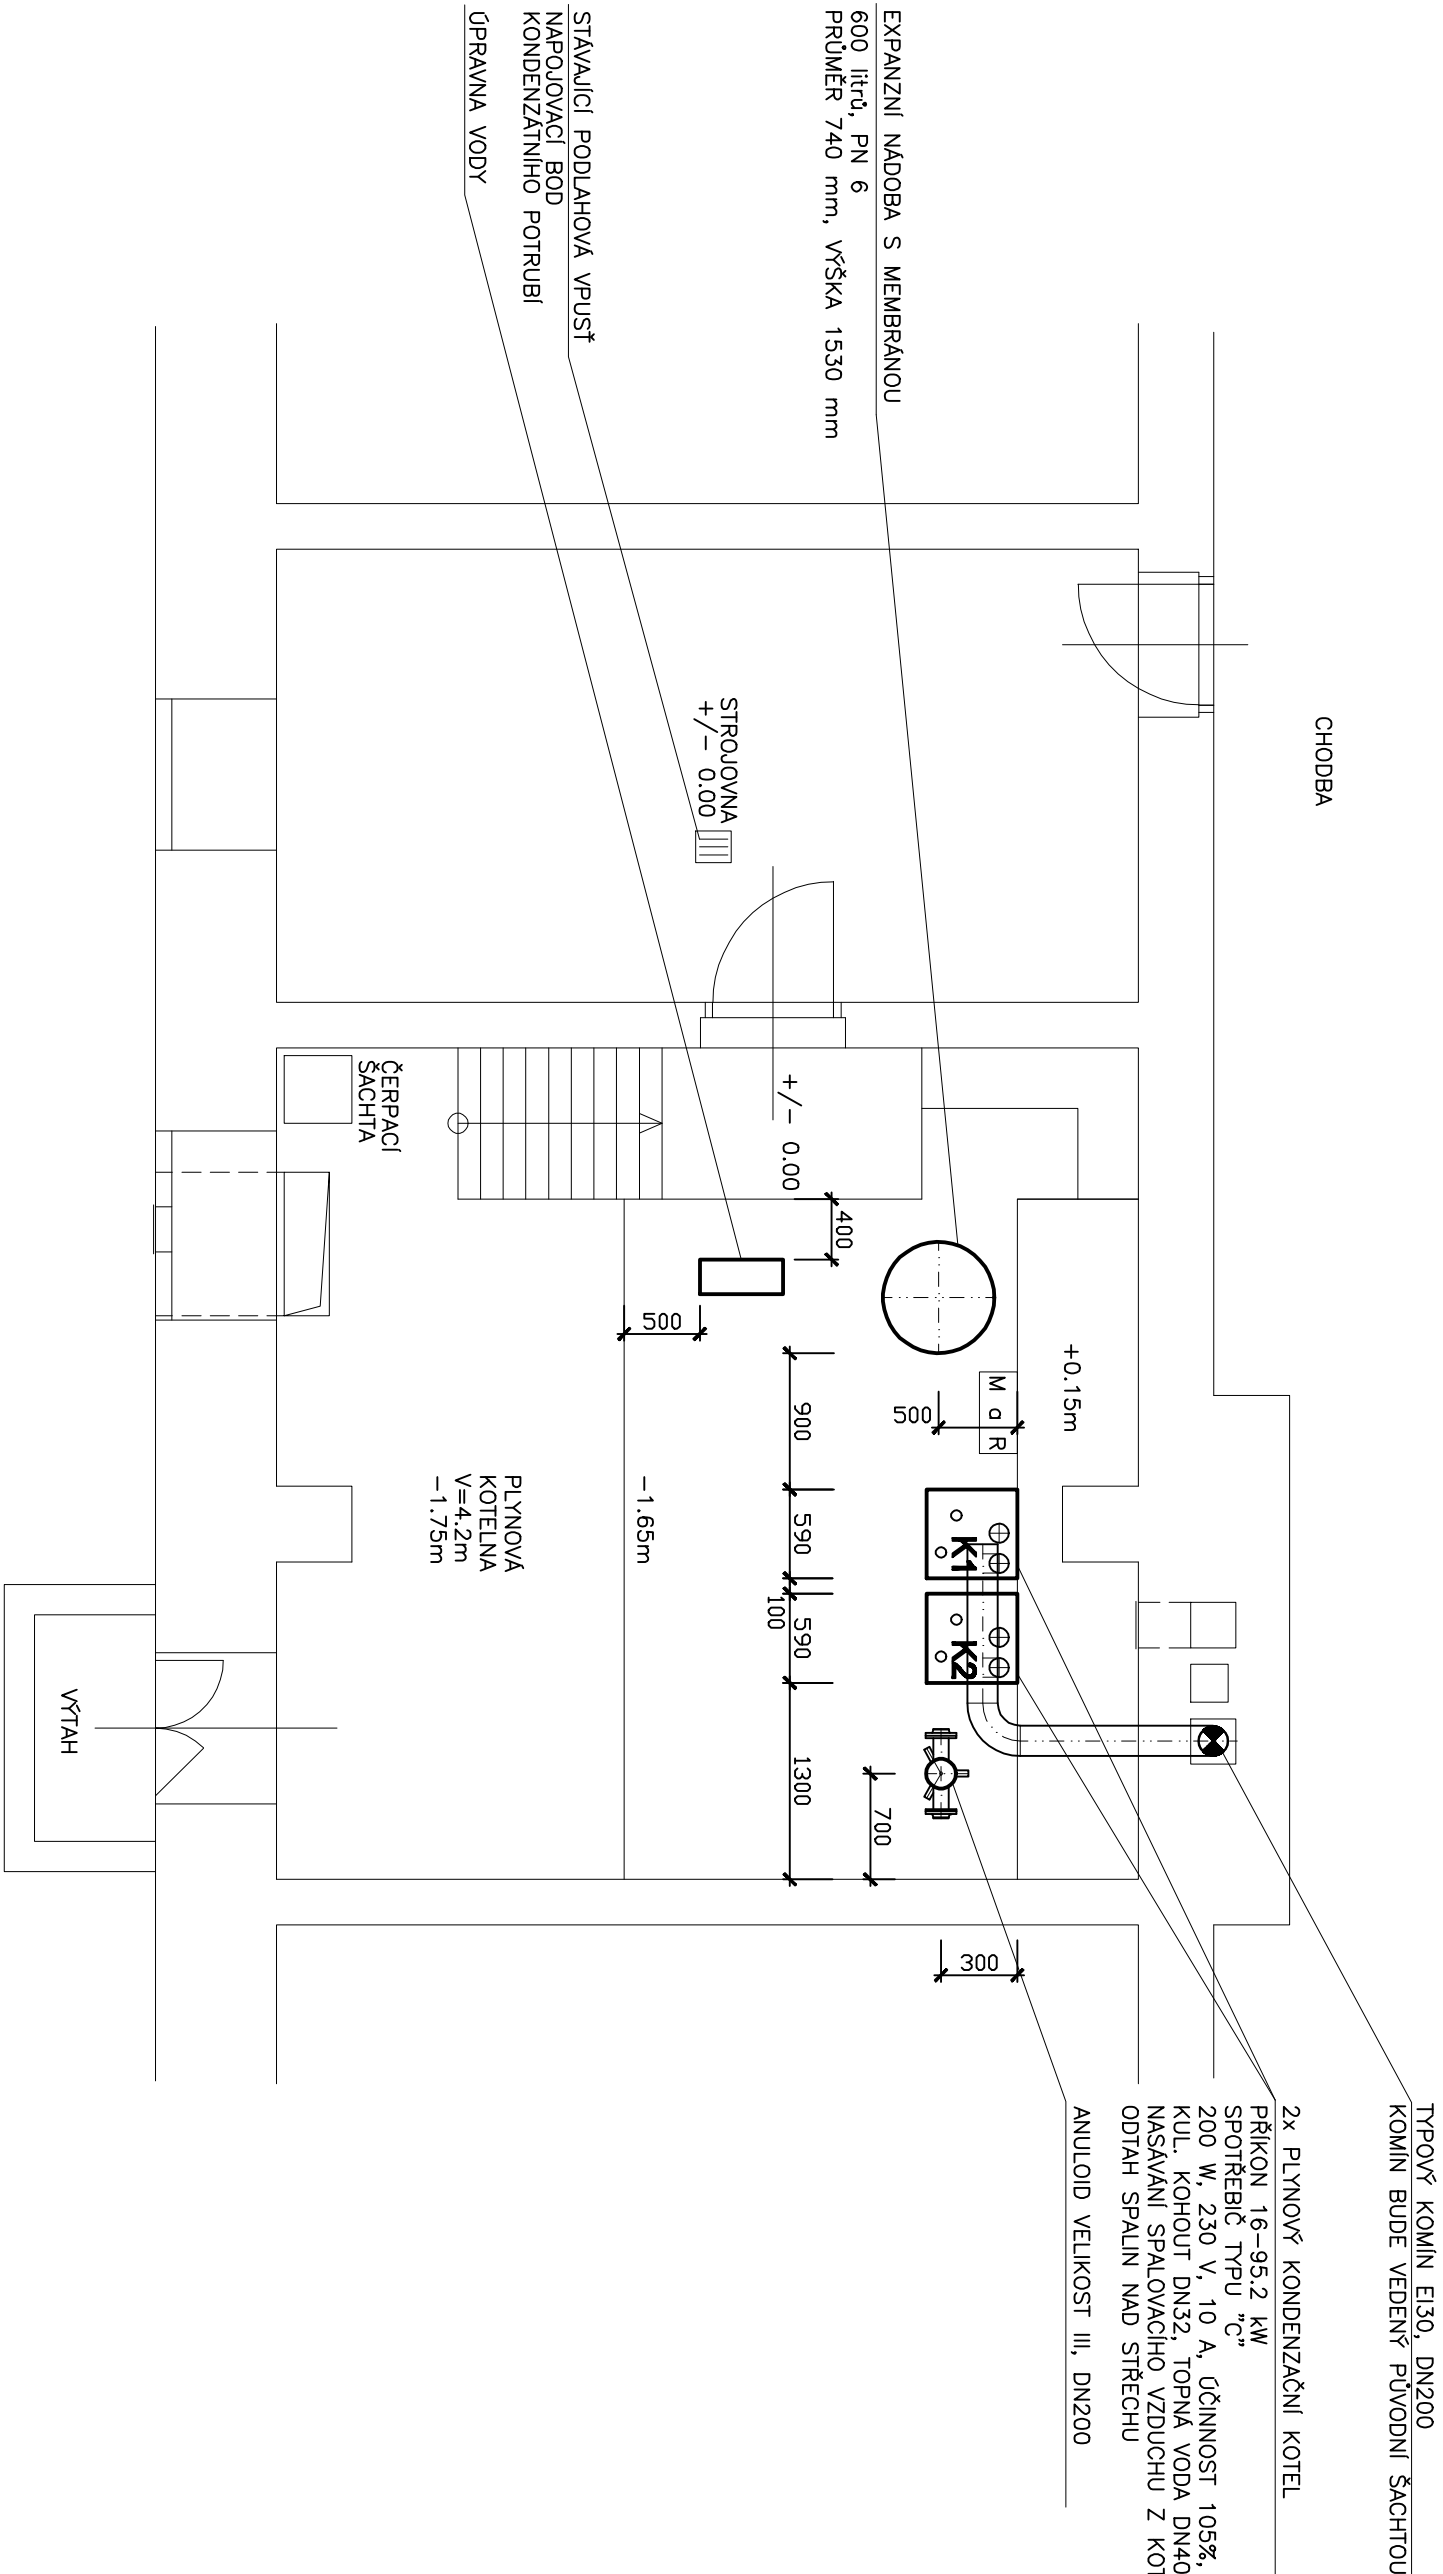 TYPOVÝ KOMÍN EI30, DN200
KOMÍN BUDE VEDENÝ PŮVODNÍ ŠACHTOU
2x PLYNOVÝ KONDENZAČNÍ KOTEL
PŘÍKON 16-95.2 kW
SPOTŘEBIČ TYPU "C"
200 W, 230 V, 10 A, ÚČINNOST 105%,
KUL. KOHOUT DN32, TOPNÁ VODA DN40
NASÁVÁNÍ SPALOVACÍHO VZDUCHU Z KOT
ODTAH SPALIN NAD STŘECHU
ANULOID VELIKOST III, DN200
CHODBA
EXPANZNÍ NÁDOBA S MEMBRÁNOU
600 litrů, PN 6
PRŮMĚR 740 mm, VÝŠKA 1530 mm
STÁVAJÍCÍ PODLAHOVÁ VPUSŤ
NAPOJOVACÍ BOD
KONDENZÁTNÍHO POTRUBÍ
ÚPRAVNA VODY
STROJOVNA
+/- 0.00
+/- 0.00
+0.15m
M a R
K1
K2
400
500
500
900
590
100
590
1300
700
300
-1.65m
PLYNOVÁ
KOTELNA
V=4.2m
-1.75m
ČERPACÍ
ŠACHTA
VÝTAH